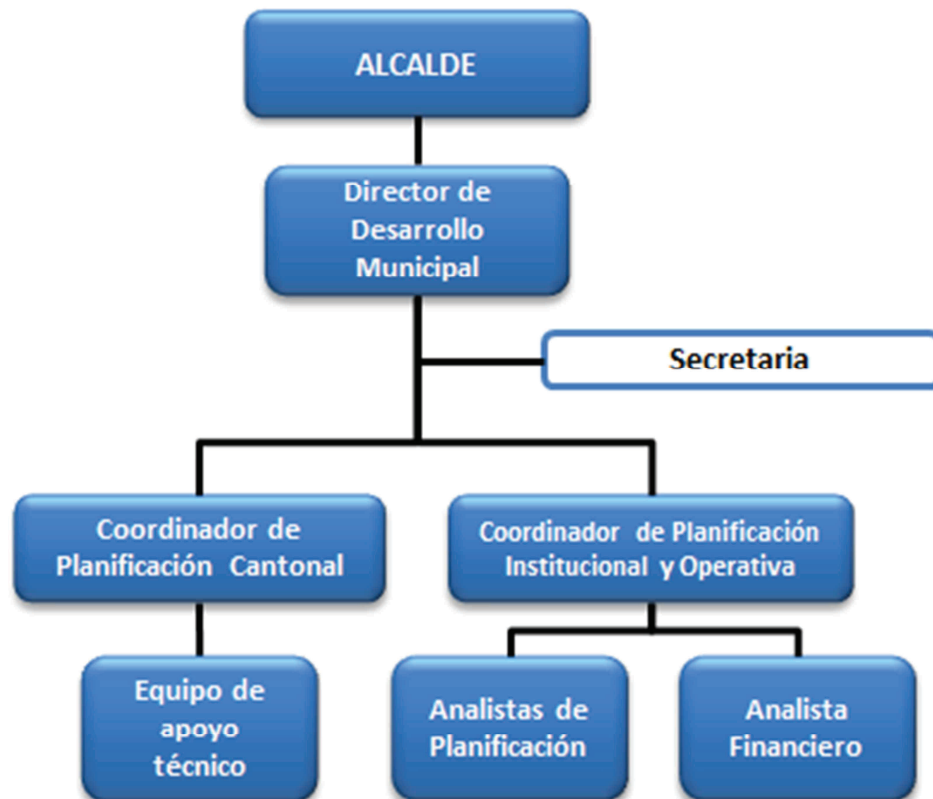 ALCALDE
Director de
Desarrollo
Municipal
Secretaria
Coordinador de
Planificación Cantonal
Coordinador de Planificación
Institucional y Operativa
Equipo de
apoyo
técnico
Analistas de
Planificación
Analista
Financiero